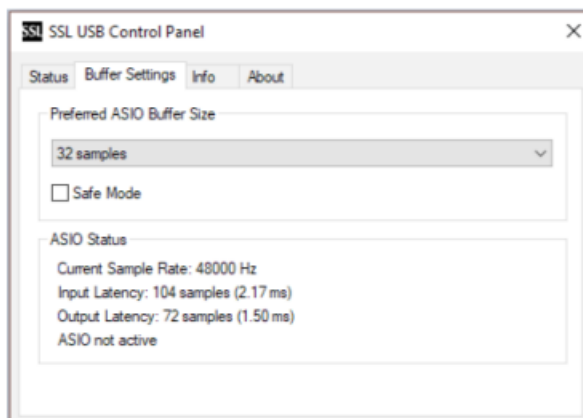 SSL SSL USB Control Panel
Status Buffer Settings Info About
Preferred ASIO Buffer Size
32 samples
Safe Mode
ASIO Status
Current Sample Rate: 48000 Hz
Input Latency: 104 samples (2.17 ms)
Output Latency: 72 samples (1.50 ms)
ASIO not active